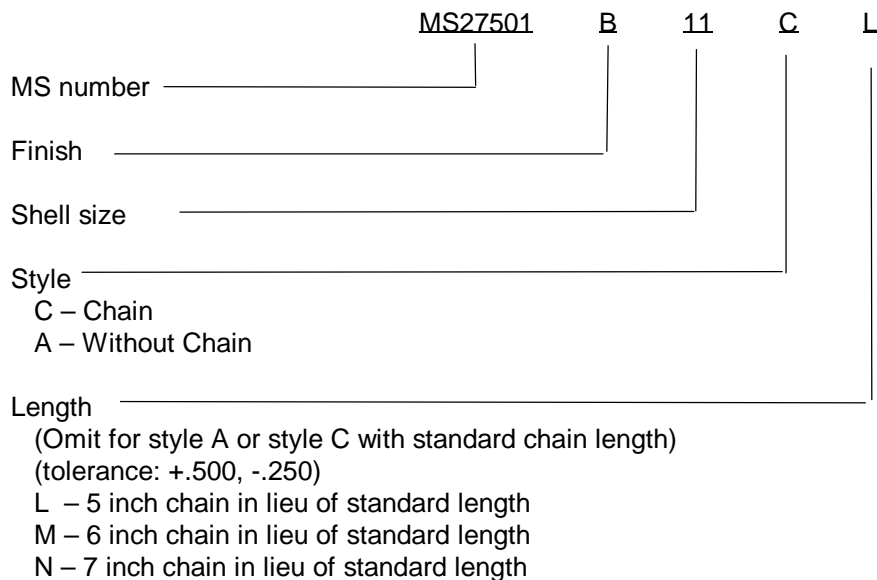 MS27501 B 11 C L
MS number
Finish
Shell size
Style
C – Chain
A – Without Chain
Length
(Omit for style A or style C with standard chain length)
(tolerance: +.500, -.250)
L – 5 inch chain in lieu of standard length
M – 6 inch chain in lieu of standard length
N – 7 inch chain in lieu of standard length